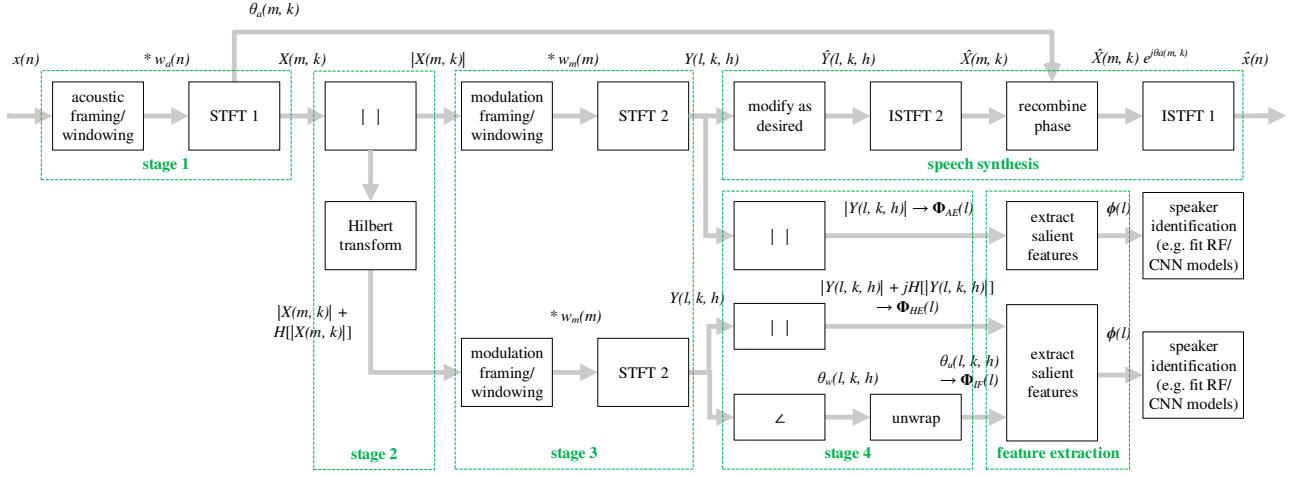 θa(m, k)
x(n)
* wa(n)
X(m, k)
|X(m, k)|
* wm(m)
Y(l, k, h)
Ŷ(l, k, h)
X̂(m, k)
X̂(m, k) e^jθa(m, k)
x̂(n)
acoustic
framing/
windowing
STFT 1
| |
modulation
framing/
windowing
STFT 2
modify as
desired
ISTFT 2
recombine
phase
ISTFT 1
stage 1
speech synthesis
Hilbert
transform
| |
|Y(l, k, h)| → ΦAE(l)
extract
salient
features
ϕ(l)
speaker
identification
(e.g. fit RF/
CNN models)
|X(m, k)| +
H[|X(m, k)|]
* wm(m)
modulation
framing/
windowing
STFT 2
Y(l, k, h)
| |
|Y(l, k, h)| + jH[|Y(l, k, h)|]
→ ΦHE(l)
∠
θw(l, k, h)
unwrap
θu(l, k, h)
→ ΦIF(l)
extract
salient
features
ϕ(l)
speaker
identification
(e.g. fit RF/
CNN models)
stage 2
stage 3
stage 4
feature extraction